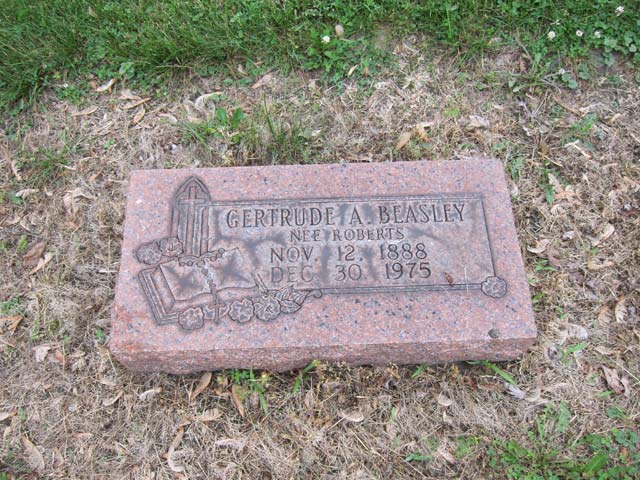 GERTRUDE A. BEASLEY
NEE ROBERTS
NOV. 12, 1888
DEC 30, 1975